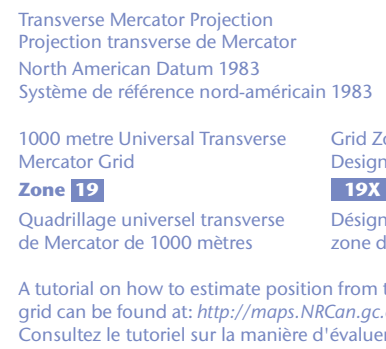 Transverse Mercator Projection
Projection transverse de Mercator
North American Datum 1983
Système de référence nord-américain 1983
1000 metre Universal Transverse
Mercator Grid
Zone 19
Quadrillage universel transverse
de Mercator de 1000 mètres
Grid
Design
19X
Désign
zone
A tutorial on how to estimate position from
grid can be found at: http://maps.NRCan.gc.
Consultez le tutoriel sur la manière d'évaluer